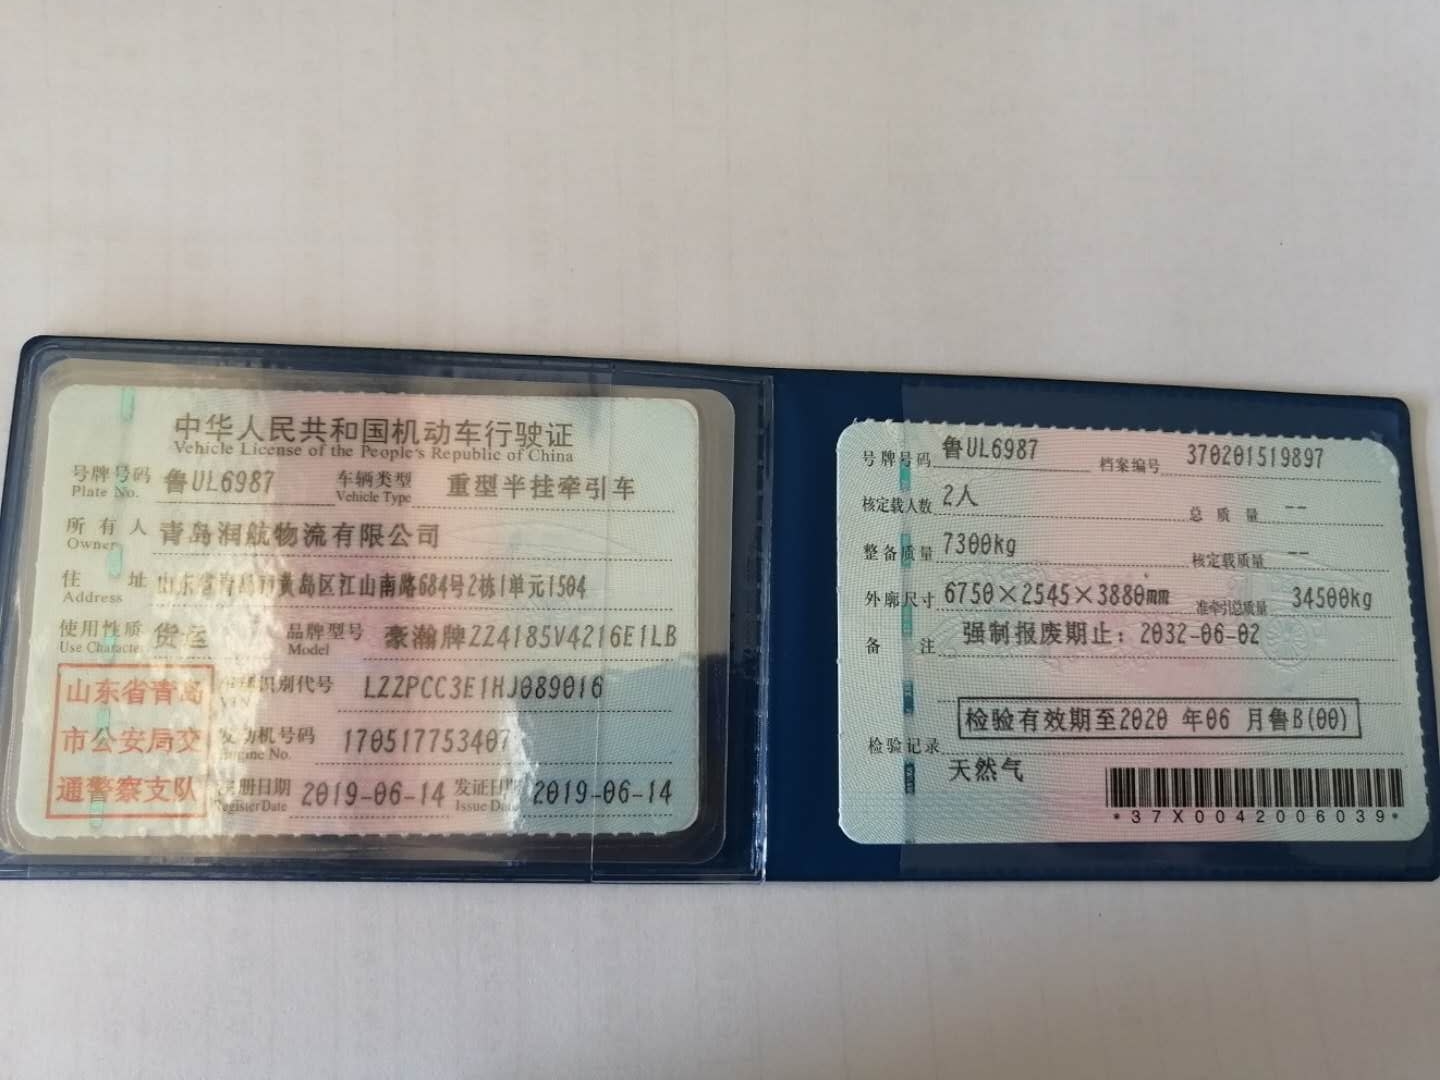 中华人民共和国机动车行驶证
Vehicle License of the People's Republic of China
号牌号码 鲁UL6987 车辆类型 重型半挂牵引车
Plate No. Vehicle Type
所有人 青岛润航物流有限公司
Owner
住址 山东省青岛市黄岛区江山南路684号2栋1单元1504
Address
使用性质 货运 品牌型号 豪瀚牌ZZ4185V4216E1LB
Use Character Model
山东省青岛
市公安局交
通警察支队
车辆识别代号 LZZPCC3E1HJ089016
VIN
发动机号码 170517753407
Engine No.
注册日期 2019-06-14 发证日期 2019-06-14
Register Date Issue Date
号牌号码 鲁UL6987 档案编号 370201519897
核定载人数 2人 总质量 --
整备质量 7300kg 核定载质量 --
外廓尺寸 6750×2545×3880mm 准牵引总质量 34500kg
备注 强制报废期止：2032-06-02
检验有效期至2020年06月鲁B(00)
检验记录
天然气
*37X0042006039*